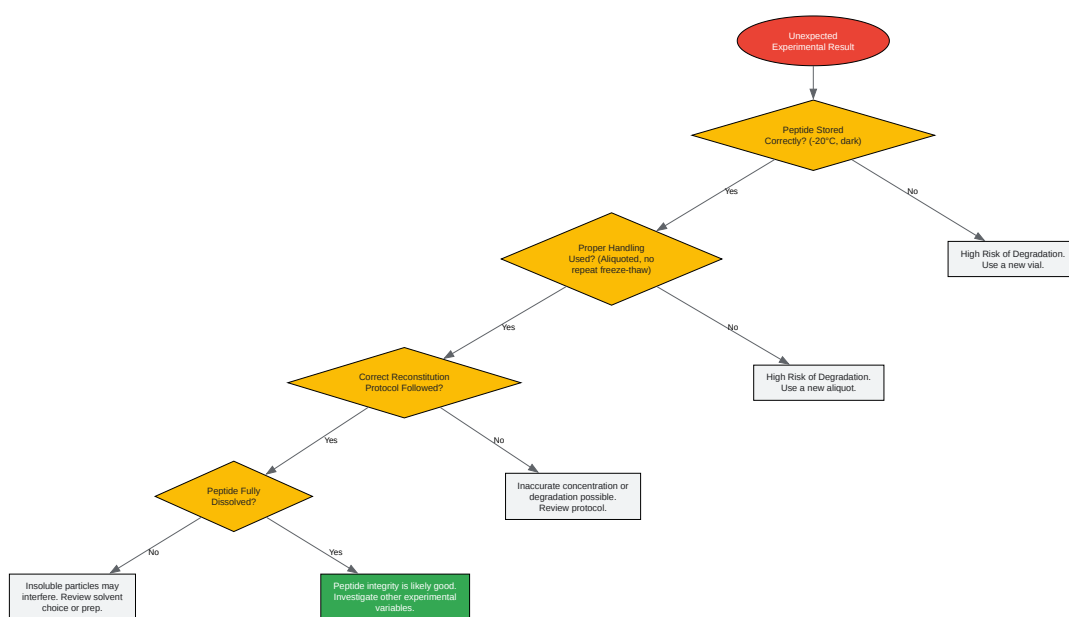 Unexpected
Experimental Result
Peptide Stored
Correctly? (-20°C, dark)
Yes
No
Proper Handling
Used? (Aliquoted, no
repeat freeze-thaw)
High Risk of Degradation.
Use a new vial.
Yes
No
Correct Reconstitution
Protocol Followed?
High Risk of Degradation.
Use a new aliquot.
Yes
No
Peptide Fully
Dissolved?
Inaccurate concentration or
degradation possible.
Review protocol.
No
Yes
Insoluble particles may
interfere. Review solvent
choice or prep.
Peptide integrity is likely good.
Investigate other experimental
variables.